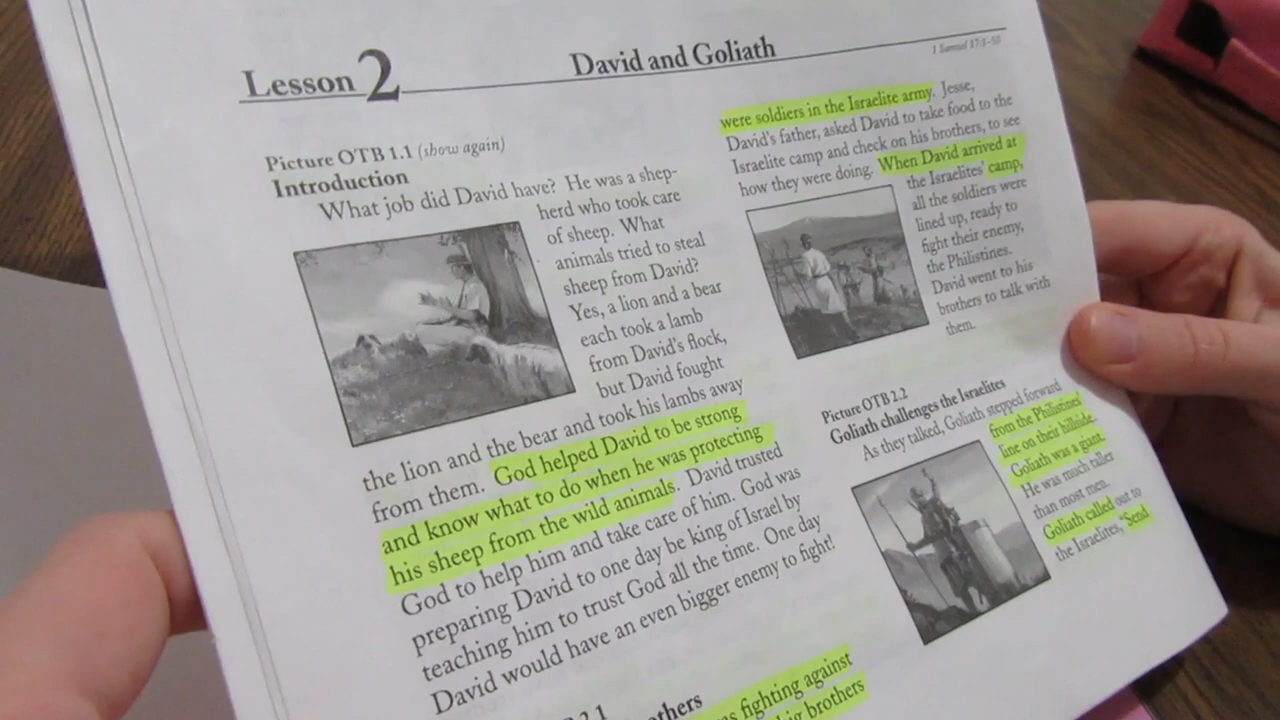 Lesson 2
David and Goliath
1 Samuel 17:1–50
Picture OTB 1.1 (show again)
Introduction
What job did David have? He was a shep-
herd who took care
of sheep. What
animals tried to steal
sheep from David?
Yes, a lion and a bear
each took a lamb
from David's flock,
but David fought
the lion and the bear and took his lambs away
from them. God helped David to be strong
and know what to do when he was protecting
his sheep from the wild animals. David trusted
God to help him and take care of him. God was
preparing David to one day be king of Israel by
teaching him to trust God all the time. One day
David would have an even bigger enemy to fight!
2.1
fighting against
brothers
were soldiers in the Israelite army. Jesse,
David's father, asked David to take food to the
Israelite camp and check on his brothers, to see
how they were doing. When David arrived at
the Israelites' camp,
all the soldiers were
lined up, ready to
fight their enemy,
the Philistines.
David went to his
brothers to talk with
them.
Picture OTB 2.2
Goliath challenges the Israelites
As they talked, Goliath stepped forward
from the Philistines'
line on their hillside.
Goliath was a giant.
He was much taller
than most men.
Goliath called out to
the Israelites, "Send